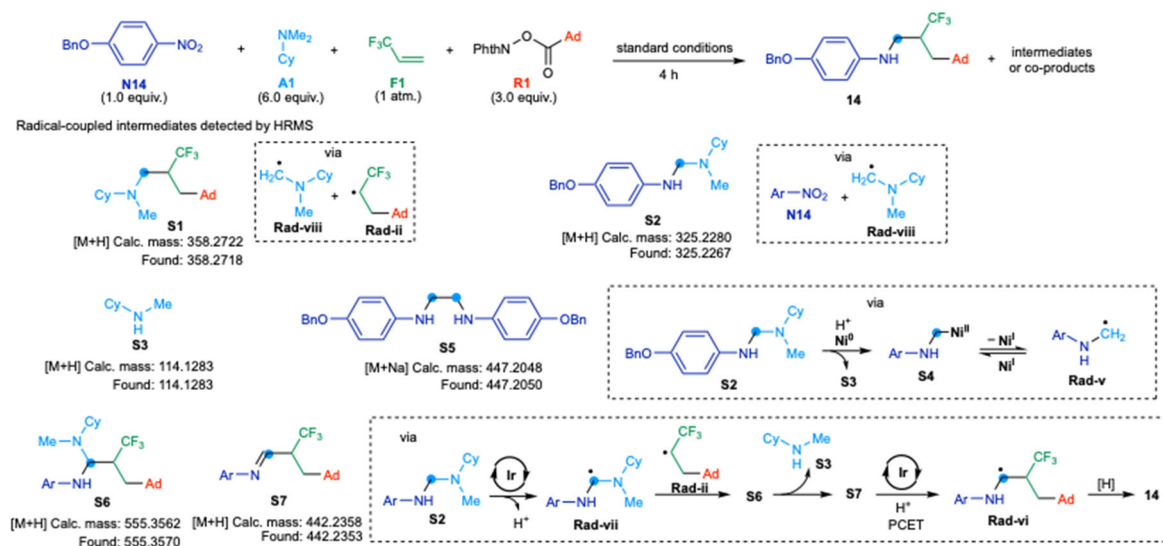 BnO NO2 + NMe2 Cy + F3C + PhthN O O Ad standard conditions 4 h BnO N H CF3 Ad + intermediates or co-products
N14 A1 F1 R1 14
(1.0 equiv.) (6.0 equiv.) (1 atm.) (3.0 equiv.)
Radical-coupled intermediates detected by HRMS
CF3 Cy N Me Ad
S1
[M+H] Calc. mass: 358.2722
Found: 358.2718
via
H2C N Cy Me + CF3 Ad
Rad-viii Rad-ii
BnO NH N Cy Me
S2
[M+H] Calc. mass: 325.2280
Found: 325.2267
via
Ar−NO2 + H2C N Cy Me
N14 Rad-viii
Cy N H Me
S3
[M+H] Calc. mass: 114.1283
Found: 114.1283
BnO NH HN OBn
S5
[M+Na] Calc. mass: 447.2048
Found: 447.2050
via
BnO NH N Cy Me H+ Ni0 S3 Ar NH NiII − NiI NiI Ar N H CH2
S2 S4 Rad-v
Cy Me N CF3 Ar NH Ad
S6
[M+H] Calc. mass: 555.3562
Found: 555.3570
CF3 Ar N Ad
S7
[M+H] Calc. mass: 442.2358
Found: 442.2353
via
Ar NH N Cy Me Ir H+ Ar NH N Cy Me CF3 Ad Rad-ii S6 Cy N H Me S3 S7 Ir H+ PCET Ar NH CF3 Ad [H] 14
S2 Rad-vii Rad-vi